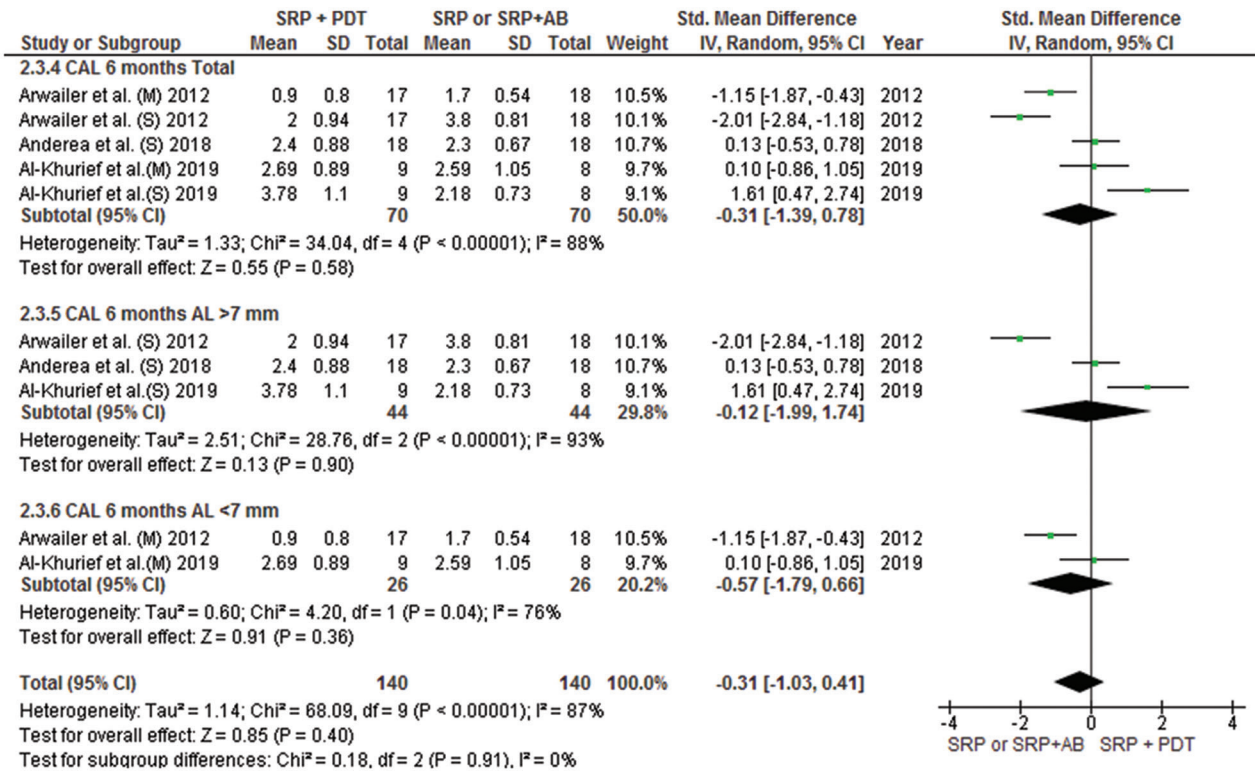 SRP + PDT SRP or SRP+AB Std. Mean Difference Std. Mean Difference
Study or Subgroup Mean SD Total Mean SD Total Weight IV, Random, 95% CI Year IV, Random, 95% CI
2.3.4 CAL 6 months Total
Arwailer et al. (M) 2012 0.9 0.8 17 1.7 0.54 18 10.5% -1.15 [-1.87, -0.43] 2012
Arwailer et al. (S) 2012 2 0.94 17 3.8 0.81 18 10.1% -2.01 [-2.84, -1.18] 2012
Anderea et al. (S) 2018 2.4 0.88 18 2.3 0.67 18 10.7% 0.13 [-0.53, 0.78] 2018
Al-Khurief et al.(M) 2019 2.69 0.89 9 2.59 1.05 8 9.7% 0.10 [-0.86, 1.05] 2019
Al-Khurief et al.(S) 2019 3.78 1.1 9 2.18 0.73 8 9.1% 1.61 [0.47, 2.74] 2019
Subtotal (95% CI) 70 70 50.0% -0.31 [-1.39, 0.78]
Heterogeneity: Tau² = 1.33; Chi² = 34.04, df = 4 (P < 0.00001); I² = 88%
Test for overall effect: Z = 0.55 (P = 0.58)
2.3.5 CAL 6 months AL >7 mm
Arwailer et al. (S) 2012 2 0.94 17 3.8 0.81 18 10.1% -2.01 [-2.84, -1.18] 2012
Anderea et al. (S) 2018 2.4 0.88 18 2.3 0.67 18 10.7% 0.13 [-0.53, 0.78] 2018
Al-Khurief et al.(S) 2019 3.78 1.1 9 2.18 0.73 8 9.1% 1.61 [0.47, 2.74] 2019
Subtotal (95% CI) 44 44 29.8% -0.12 [-1.99, 1.74]
Heterogeneity: Tau² = 2.51; Chi² = 28.76, df = 2 (P < 0.00001); I² = 93%
Test for overall effect: Z = 0.13 (P = 0.90)
2.3.6 CAL 6 months AL <7 mm
Arwailer et al. (M) 2012 0.9 0.8 17 1.7 0.54 18 10.5% -1.15 [-1.87, -0.43] 2012
Al-Khurief et al.(M) 2019 2.69 0.89 9 2.59 1.05 8 9.7% 0.10 [-0.86, 1.05] 2019
Subtotal (95% CI) 26 26 20.2% -0.57 [-1.79, 0.66]
Heterogeneity: Tau² = 0.60; Chi² = 4.20, df = 1 (P = 0.04); I² = 76%
Test for overall effect: Z = 0.91 (P = 0.36)
Total (95% CI) 140 140 100.0% -0.31 [-1.03, 0.41]
Heterogeneity: Tau² = 1.14; Chi² = 68.09, df = 9 (P < 0.00001); I² = 87%
Test for overall effect: Z = 0.85 (P = 0.40)
Test for subgroup differences: Chi² = 0.18, df = 2 (P = 0.91), I² = 0%
-4 -2 0 2 4
SRP or SRP+AB SRP + PDT